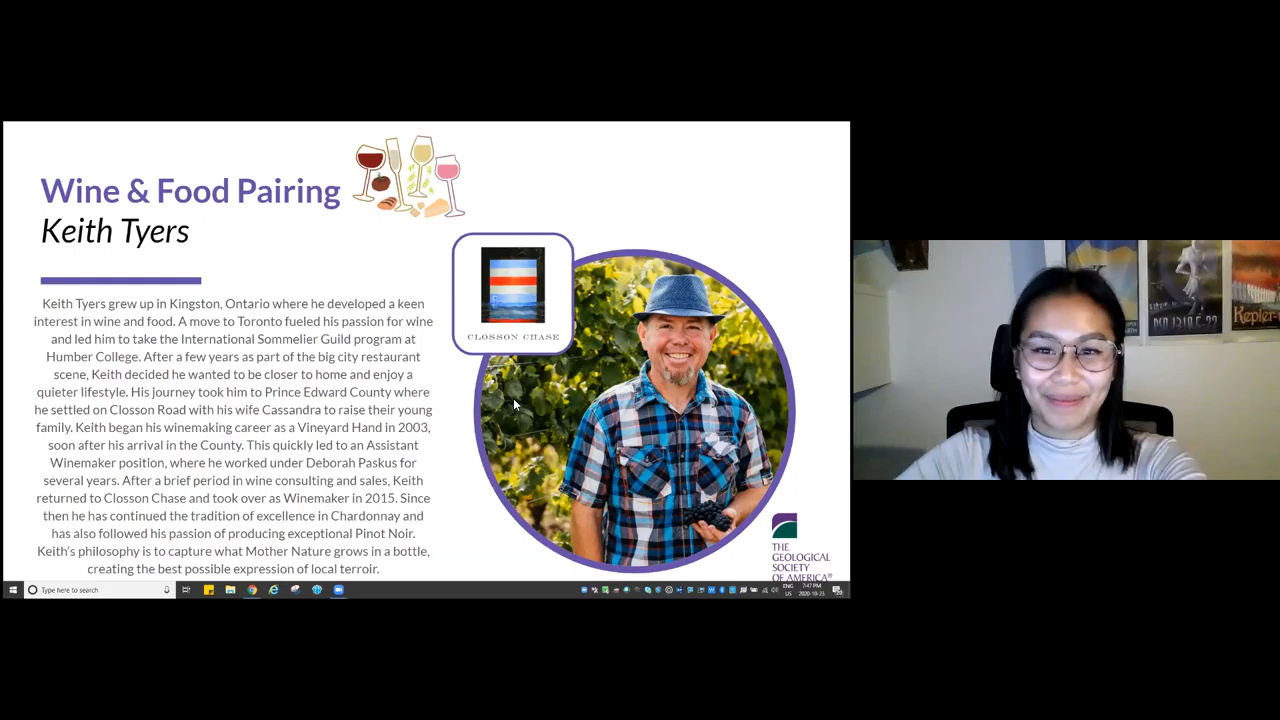 Wine & Food Pairing
Keith Tyers
Keith Tyers grew up in Kingston, Ontario where he developed a keen
interest in wine and food. A move to Toronto fueled his passion for wine
and led him to take the International Sommelier Guild program at
Humber College. After a few years as part of the big city restaurant
scene, Keith decided he wanted to be closer to home and enjoy a
quieter lifestyle. His journey took him to Prince Edward County where
he settled on Closson Road with his wife Cassandra to raise their young
family. Keith began his winemaking career as a Vineyard Hand in 2003,
soon after his arrival in the County. This quickly led to an Assistant
Winemaker position, where he worked under Deborah Paskus for
several years. After a brief period in wine consulting and sales, Keith
returned to Closson Chase and took over as Winemaker in 2015. Since
then he has continued the tradition of excellence in Chardonnay and
has also followed his passion of producing exceptional Pinot Noir.
Keith's philosophy is to capture what Mother Nature grows in a bottle,
creating the best possible expression of local terroir.
CLOSSON CHASE
THE
GEOLOGICAL
SOCIETY
OF AMERICA®
Type here to search
ENG
US
7:47 PM
2020-10-23
Kepler-